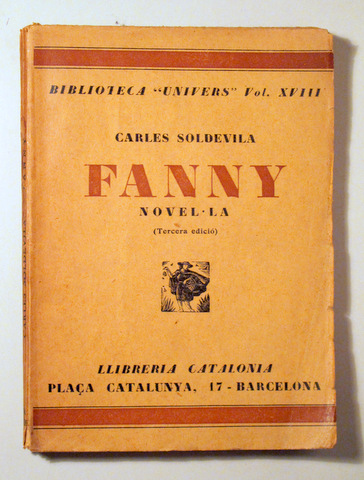 BIBLIOTECA "UNIVERS" Vol. XVIII
CARLES SOLDEVILA
FANNY
NOVEL·LA
(Tercera edició)
LLIBRERIA CATALONIA
PLAÇA CATALUNYA, 17 - BARCELONA